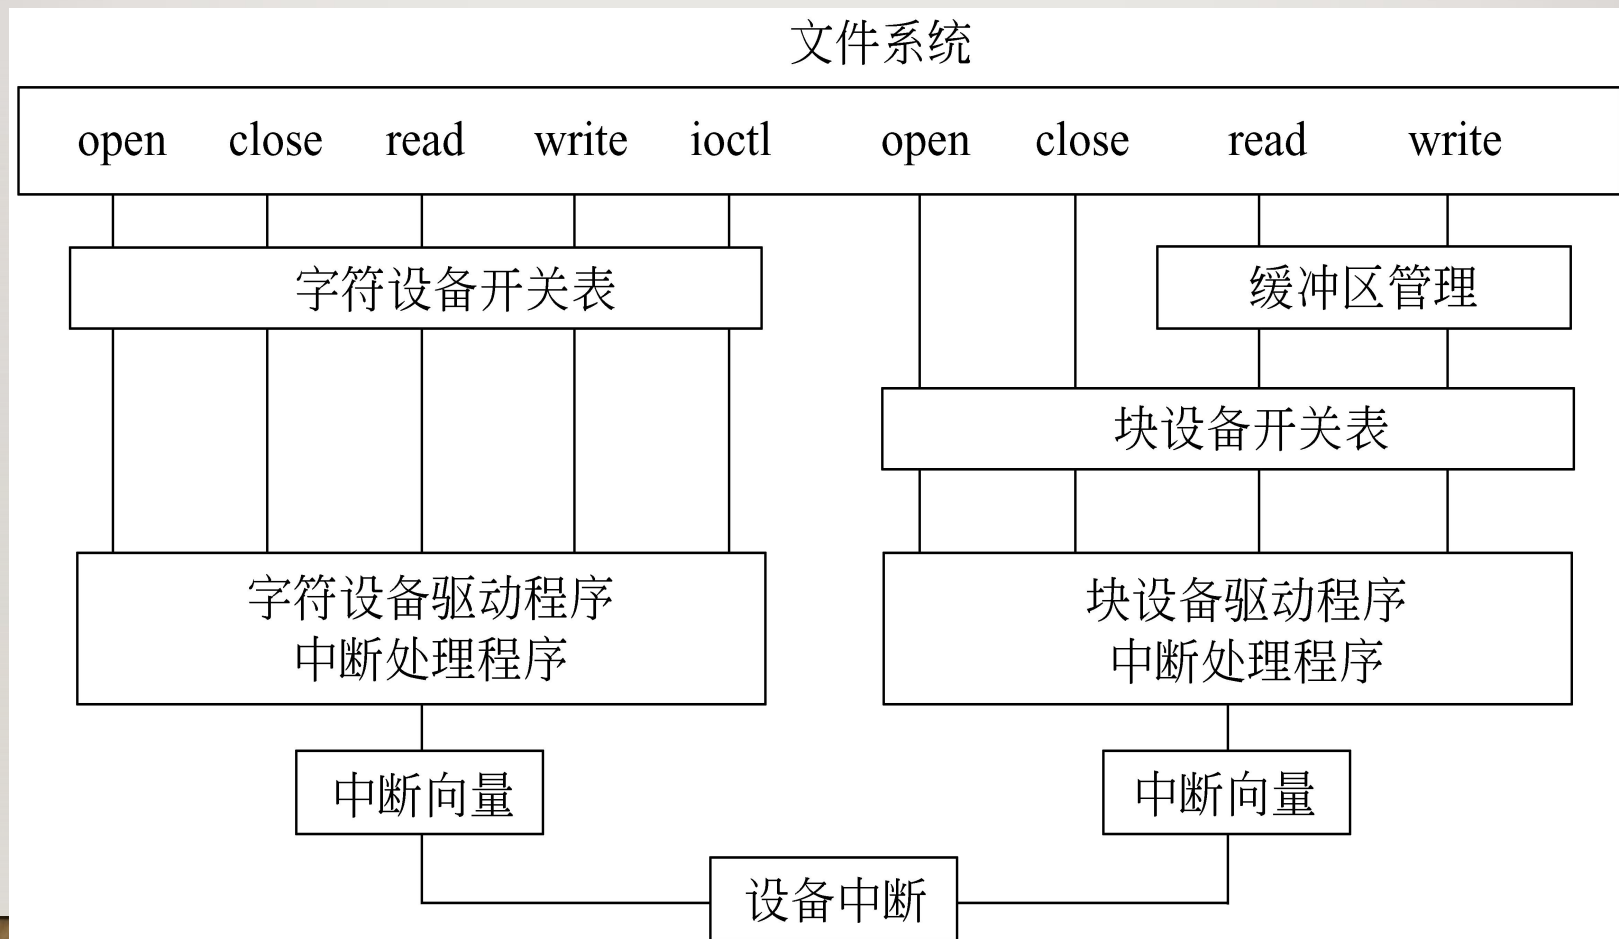 文件系统
open close read write ioctl open close read write
字符设备开关表
缓冲区管理
块设备开关表
字符设备驱动程序
中断处理程序
块设备驱动程序
中断处理程序
中断向量
中断向量
设备中断